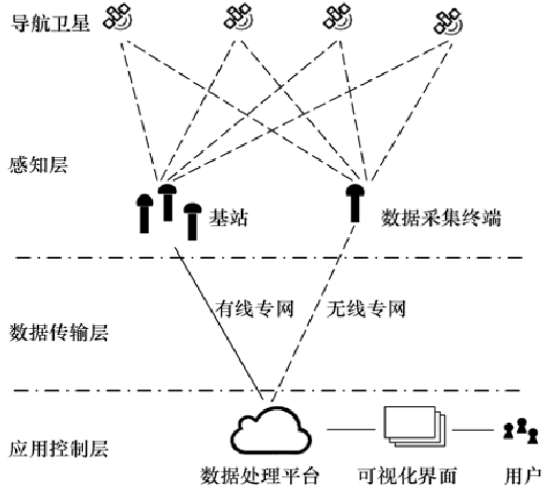 导航卫星
感知层
基站
数据采集终端
有线专网
无线专网
数据传输层
应用控制层
数据处理平台
可视化界面
用户